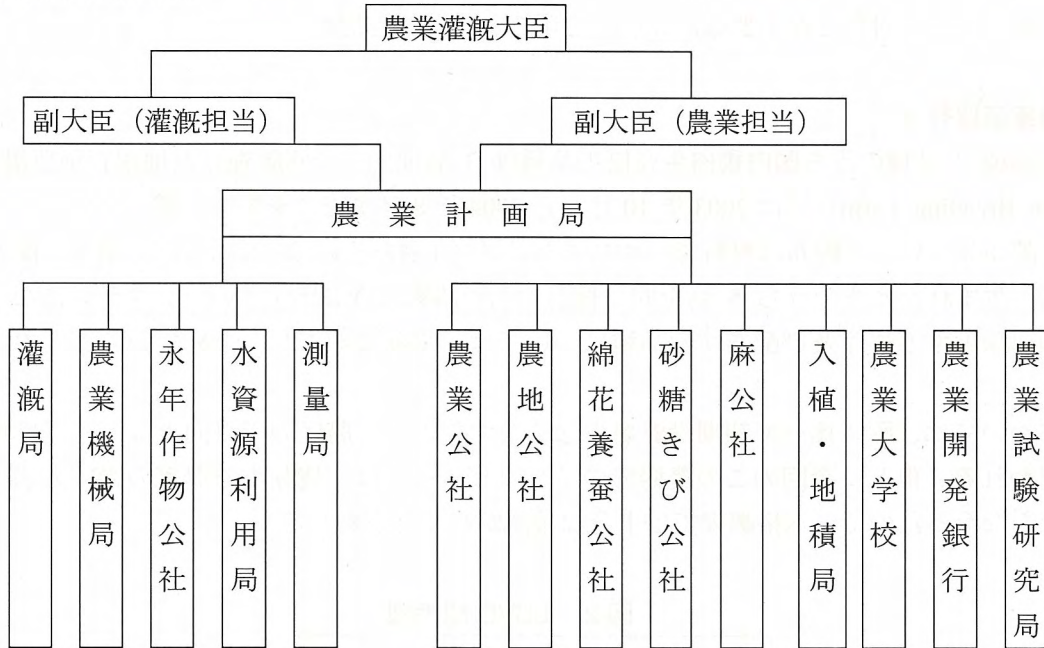 農業灌漑大臣
副大臣（灌漑担当）
副大臣（農業担当）
農業計画局
灌漑局
農業機械局
永年作物公社
水資源利用局
測量局
農業公社
農地公社
綿花養蚕公社
砂糖きび公社
麻公社
入植・地積局
農業大学校
農業開発銀行
農業試験研究局